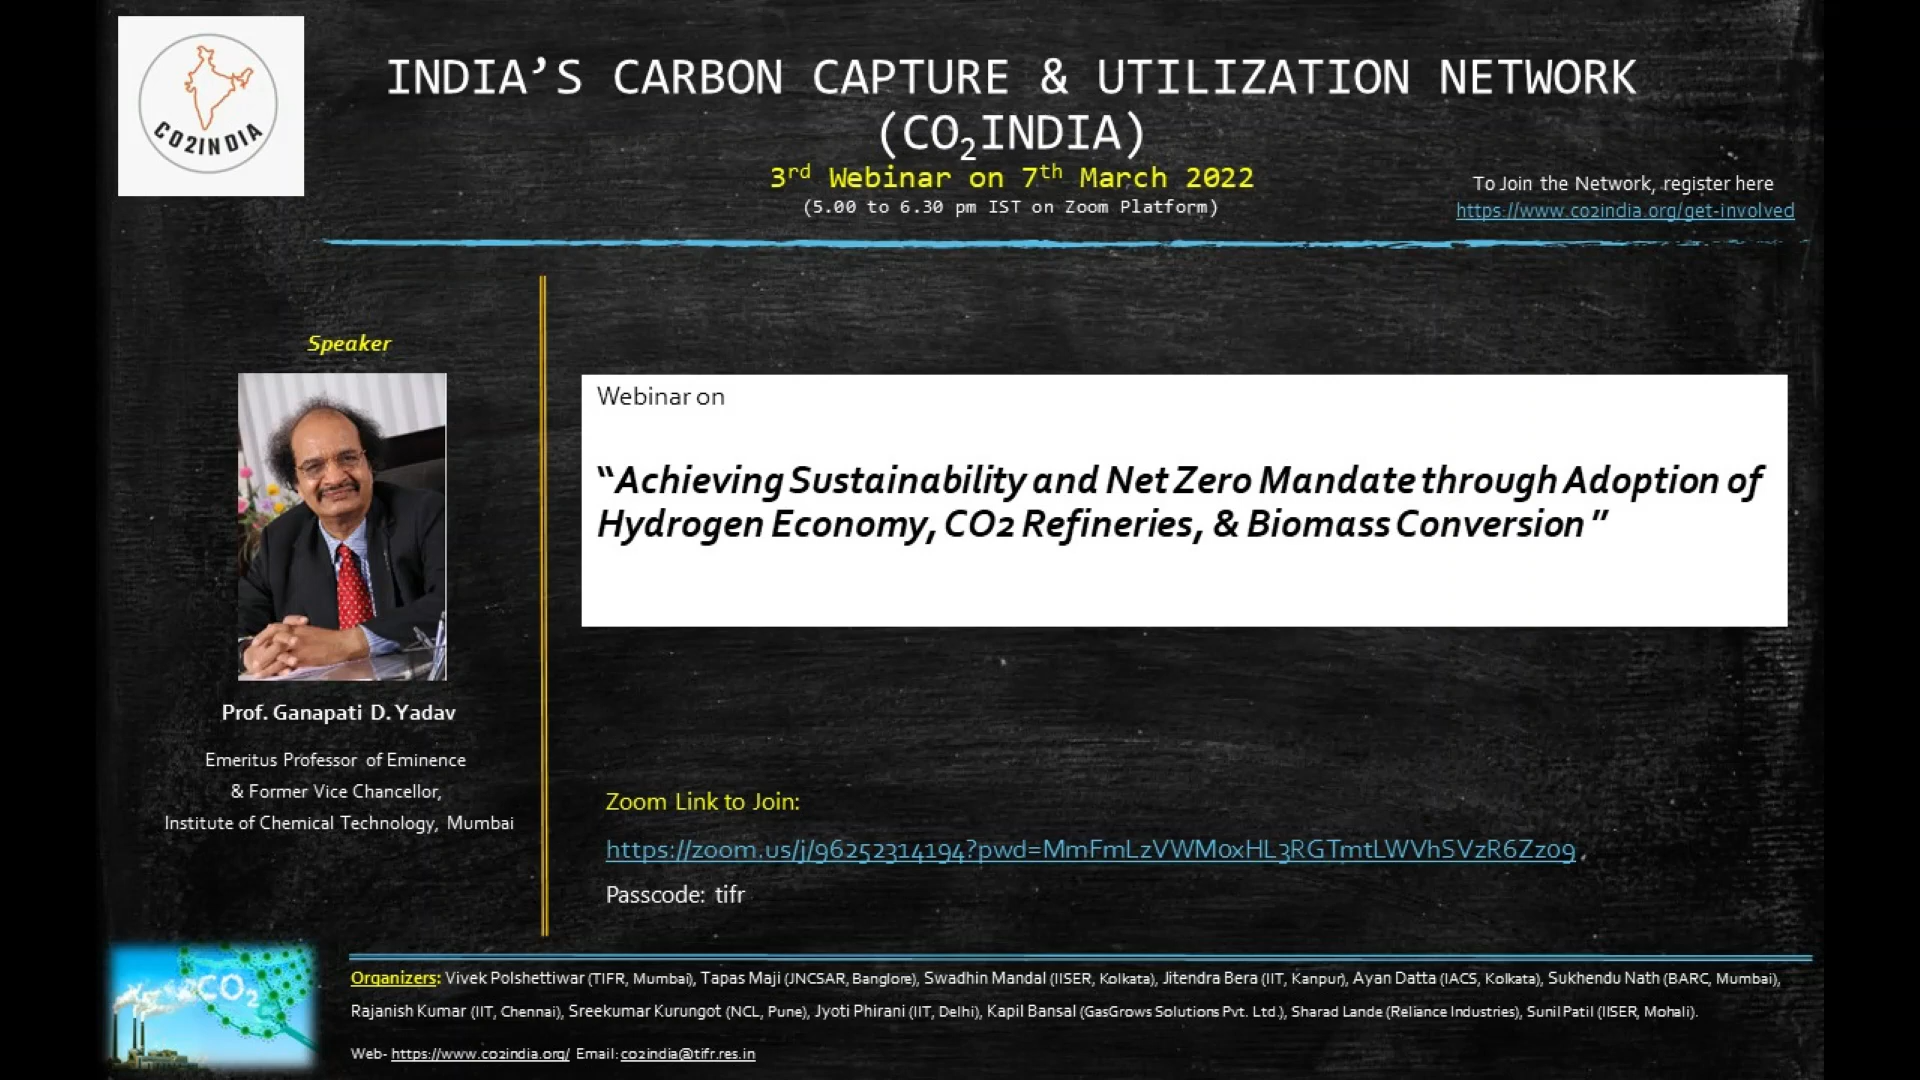 CO2INDIA
INDIA’S CARBON CAPTURE & UTILIZATION NETWORK
(CO₂INDIA)
3rd Webinar on 7th March 2022
(5.00 to 6.30 pm IST on Zoom Platform)
To Join the Network, register here
https://www.co2india.org/get-involved
Speaker
Prof. Ganapati D. Yadav
Emeritus Professor of Eminence
& Former Vice Chancellor,
Institute of Chemical Technology, Mumbai
Webinar on
“Achieving Sustainability and Net Zero Mandate through Adoption of
Hydrogen Economy, CO2 Refineries, & Biomass Conversion ”
Zoom Link to Join:
https://zoom.us/j/96252314194?pwd=MmFmLzVWM0xHL3RGTmtLWVhSVzR6Zz09
Passcode: tifr
CO₂
Organizers: Vivek Polshettiwar (TIFR, Mumbai), Tapas Maji (JNCSAR, Banglore), Swadhin Mandal (IISER, Kolkata), Jitendra Bera (IIT, Kanpur), Ayan Datta (IACS, Kolkata), Sukhendu Nath (BARC, Mumbai),
Rajanish Kumar (IIT, Chennai), Sreekumar Kurungot (NCL, Pune), Jyoti Phirani (IIT, Delhi), Kapil Bansal (GasGrows Solutions Pvt. Ltd.), Sharad Lande (Reliance Industries), Sunil Patil (IISER, Mohali).
Web- https://www.co2india.org/ Email: co2india@tifr.res.in